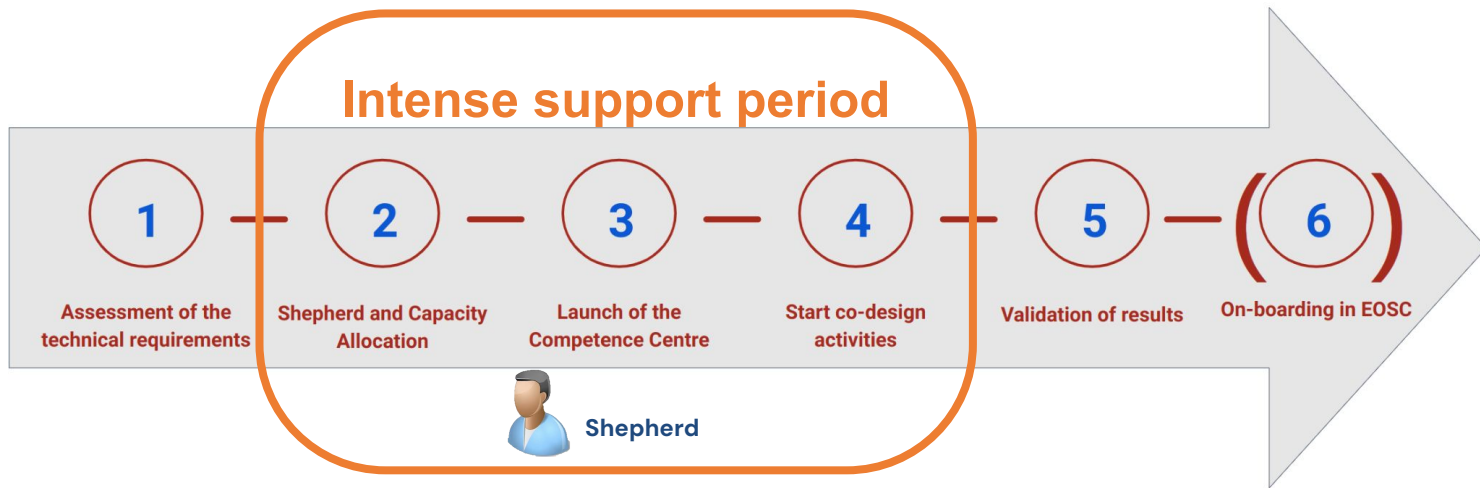 Intense support period
1
2
3
4
5
(6)
Assessment of the
technical requirements
Shepherd and Capacity
Allocation
Launch of the
Competence Centre
Start co-design
activities
Validation of results
On-boarding in EOSC
Shepherd